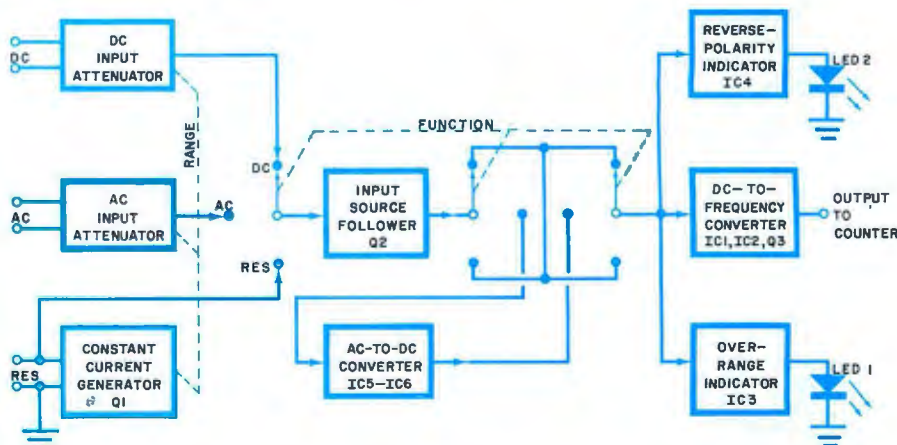 DC
DC
INPUT
ATTENUATOR
RANGE
AC
AC
INPUT
ATTENUATOR
AC
RES
CONSTANT
CURRENT
GENERATOR
Q1
FUNCTION
DC
RES
INPUT
SOURCE
FOLLOWER
Q2
AC-TO-DC
CONVERTER
IC5-IC6
REVERSE-
POLARITY
INDICATOR
IC4
LED 2
DC-TO-
FREQUENCY
CONVERTER
IC1, IC2, Q3
OUTPUT
TO
COUNTER
OVER-
RANGE
INDICATOR
IC3
LED 1